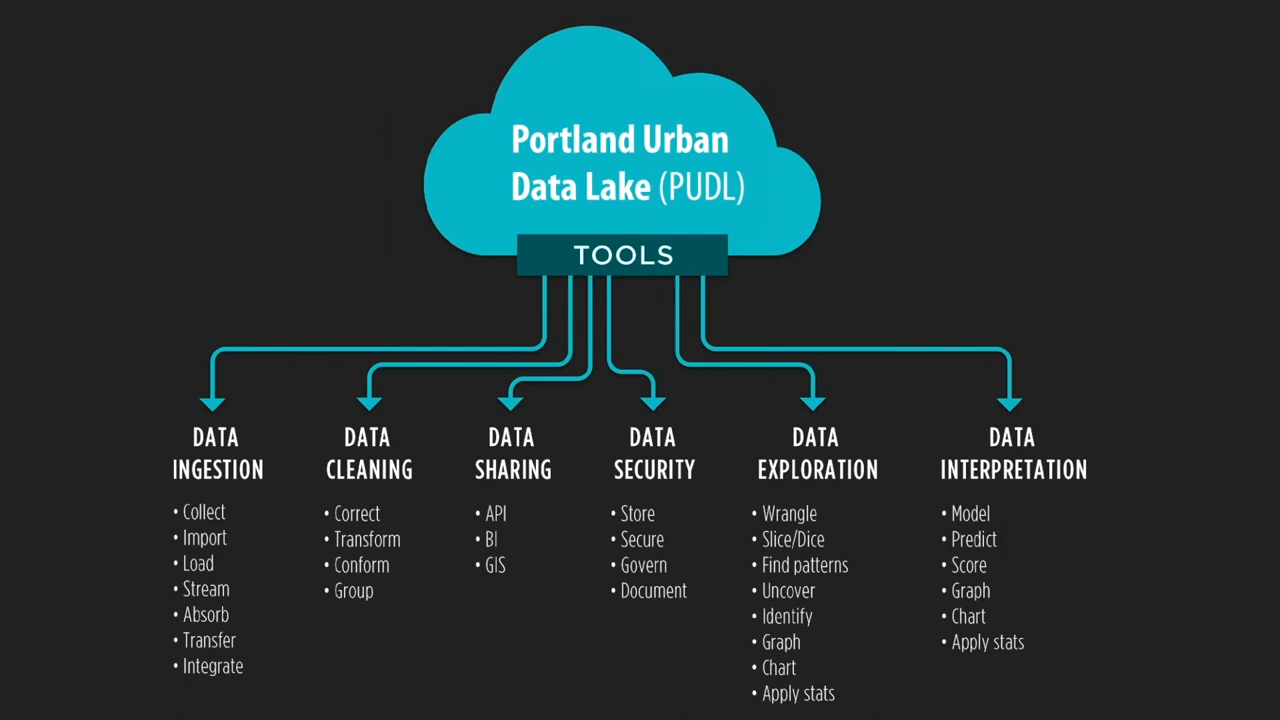 Portland Urban
Data Lake (PUDL)
TOOLS
DATA
INGESTION
• Collect
• Import
• Load
• Stream
• Absorb
• Transfer
• Integrate
DATA
CLEANING
• Correct
• Transform
• Conform
• Group
DATA
SHARING
• API
• BI
• GIS
DATA
SECURITY
• Store
• Secure
• Govern
• Document
DATA
EXPLORATION
• Wrangle
• Slice/Dice
• Find patterns
• Uncover
• Identify
• Graph
• Chart
• Apply stats
DATA
INTERPRETATION
• Model
• Predict
• Score
• Graph
• Chart
• Apply stats